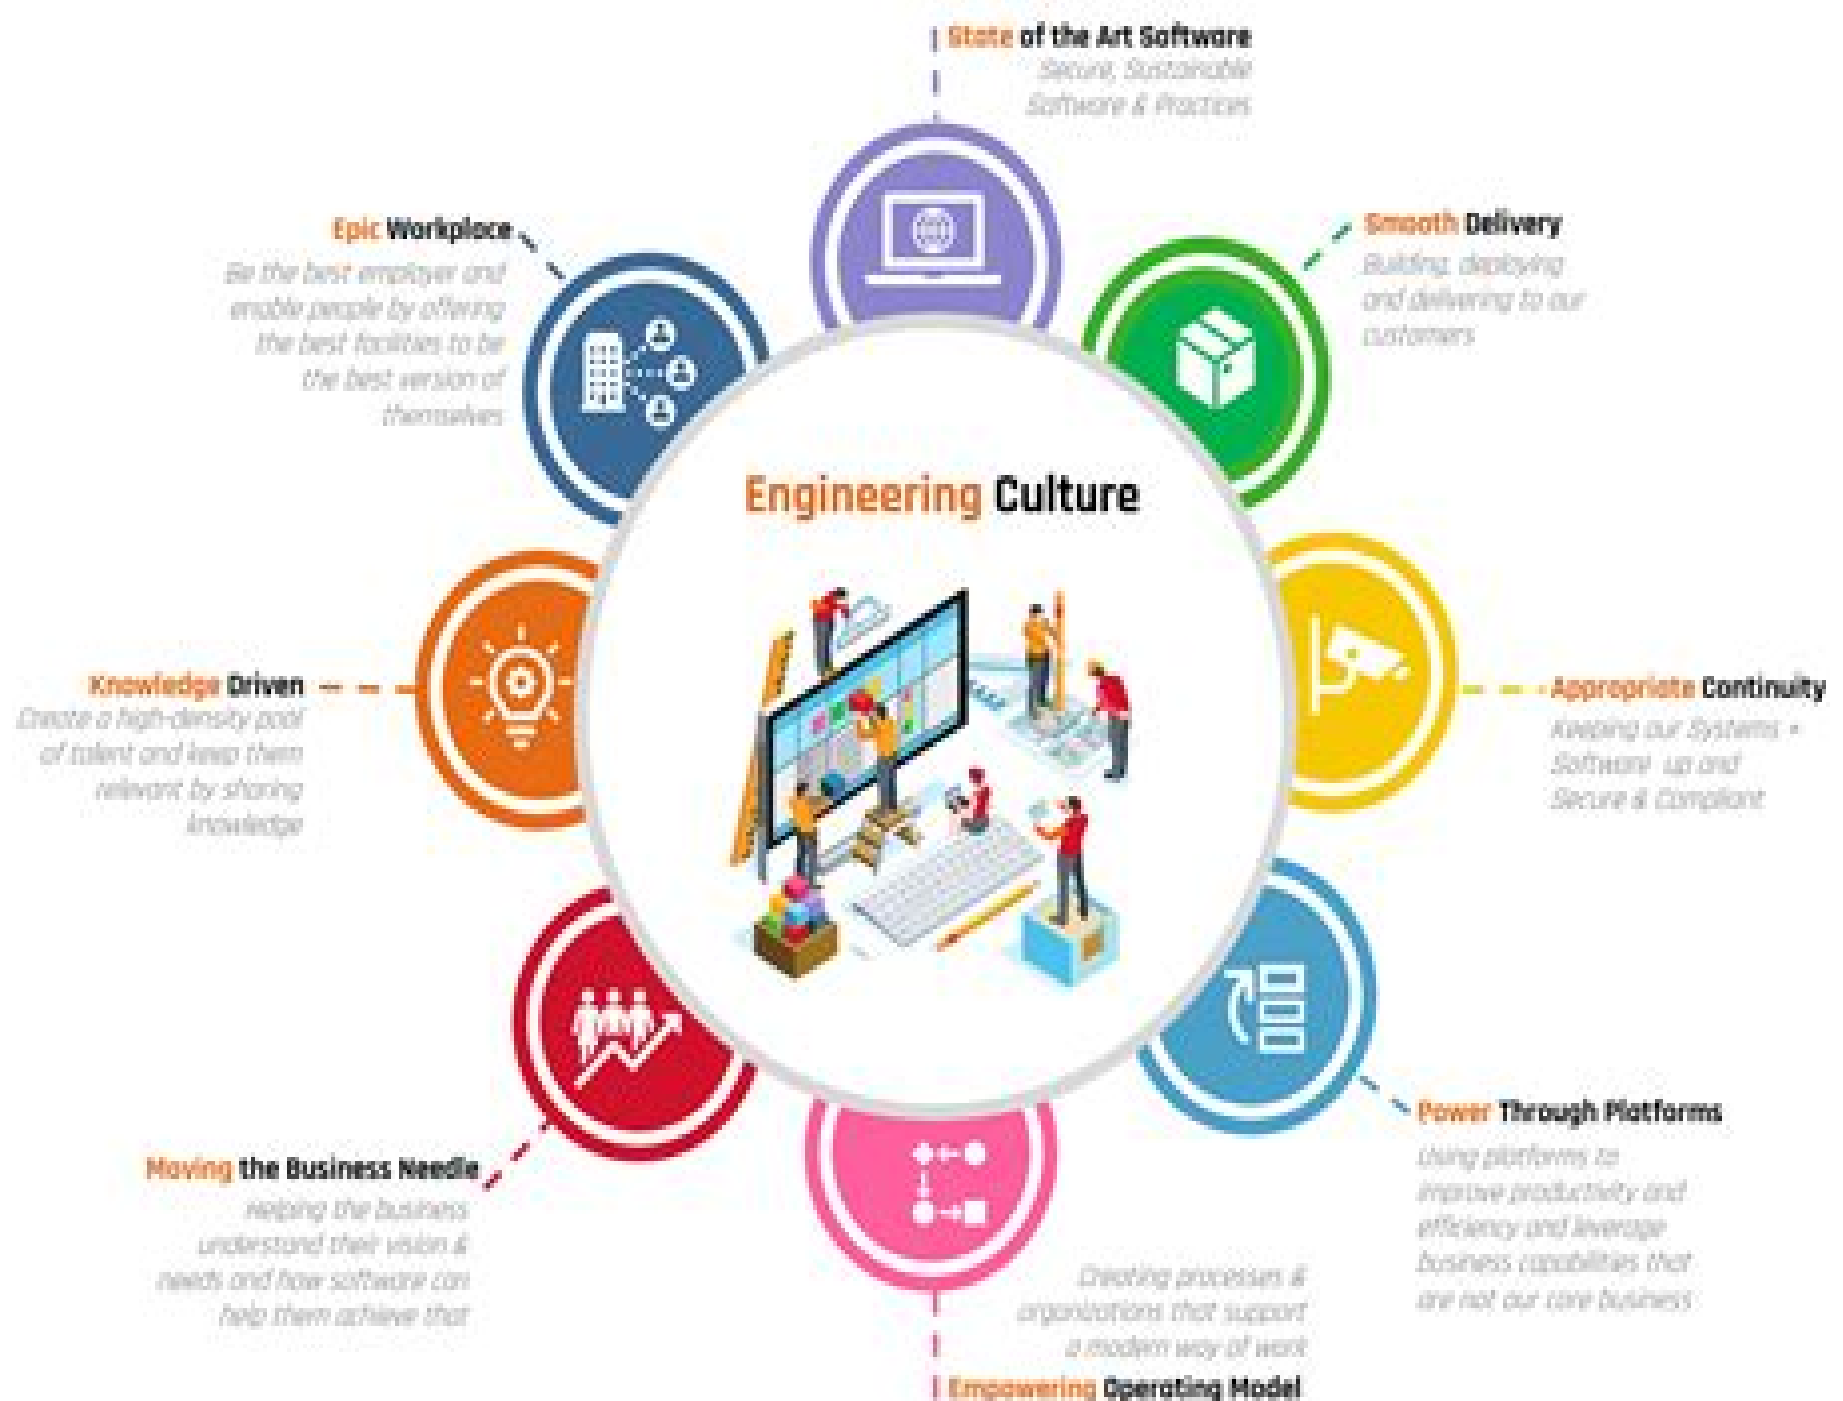 State of the Art Software
Secure, Sustainable
Software & Practices
Smooth Delivery
Building, deploying
and delivering to our
customers
Appropriate Continuity
Keeping our Systems +
Software up and
Secure & Compliant
Power Through Platforms
Using platforms to
improve productivity and
efficiency and leverage
business capabilities that
are not our core business
Creating processes &
organizations that support
a modern way of work
Empowering Operating Model
Moving the Business Needle
Helping the business
understand their vision &
needs and how software can
help them achieve that
Knowledge Driven
Create a high-density pool
of talent and keep them
relevant by sharing
knowledge
Epic Workplace
Be the best employer and
enable people by offering
the best facilities to be
the best version of
themselves
Engineering Culture